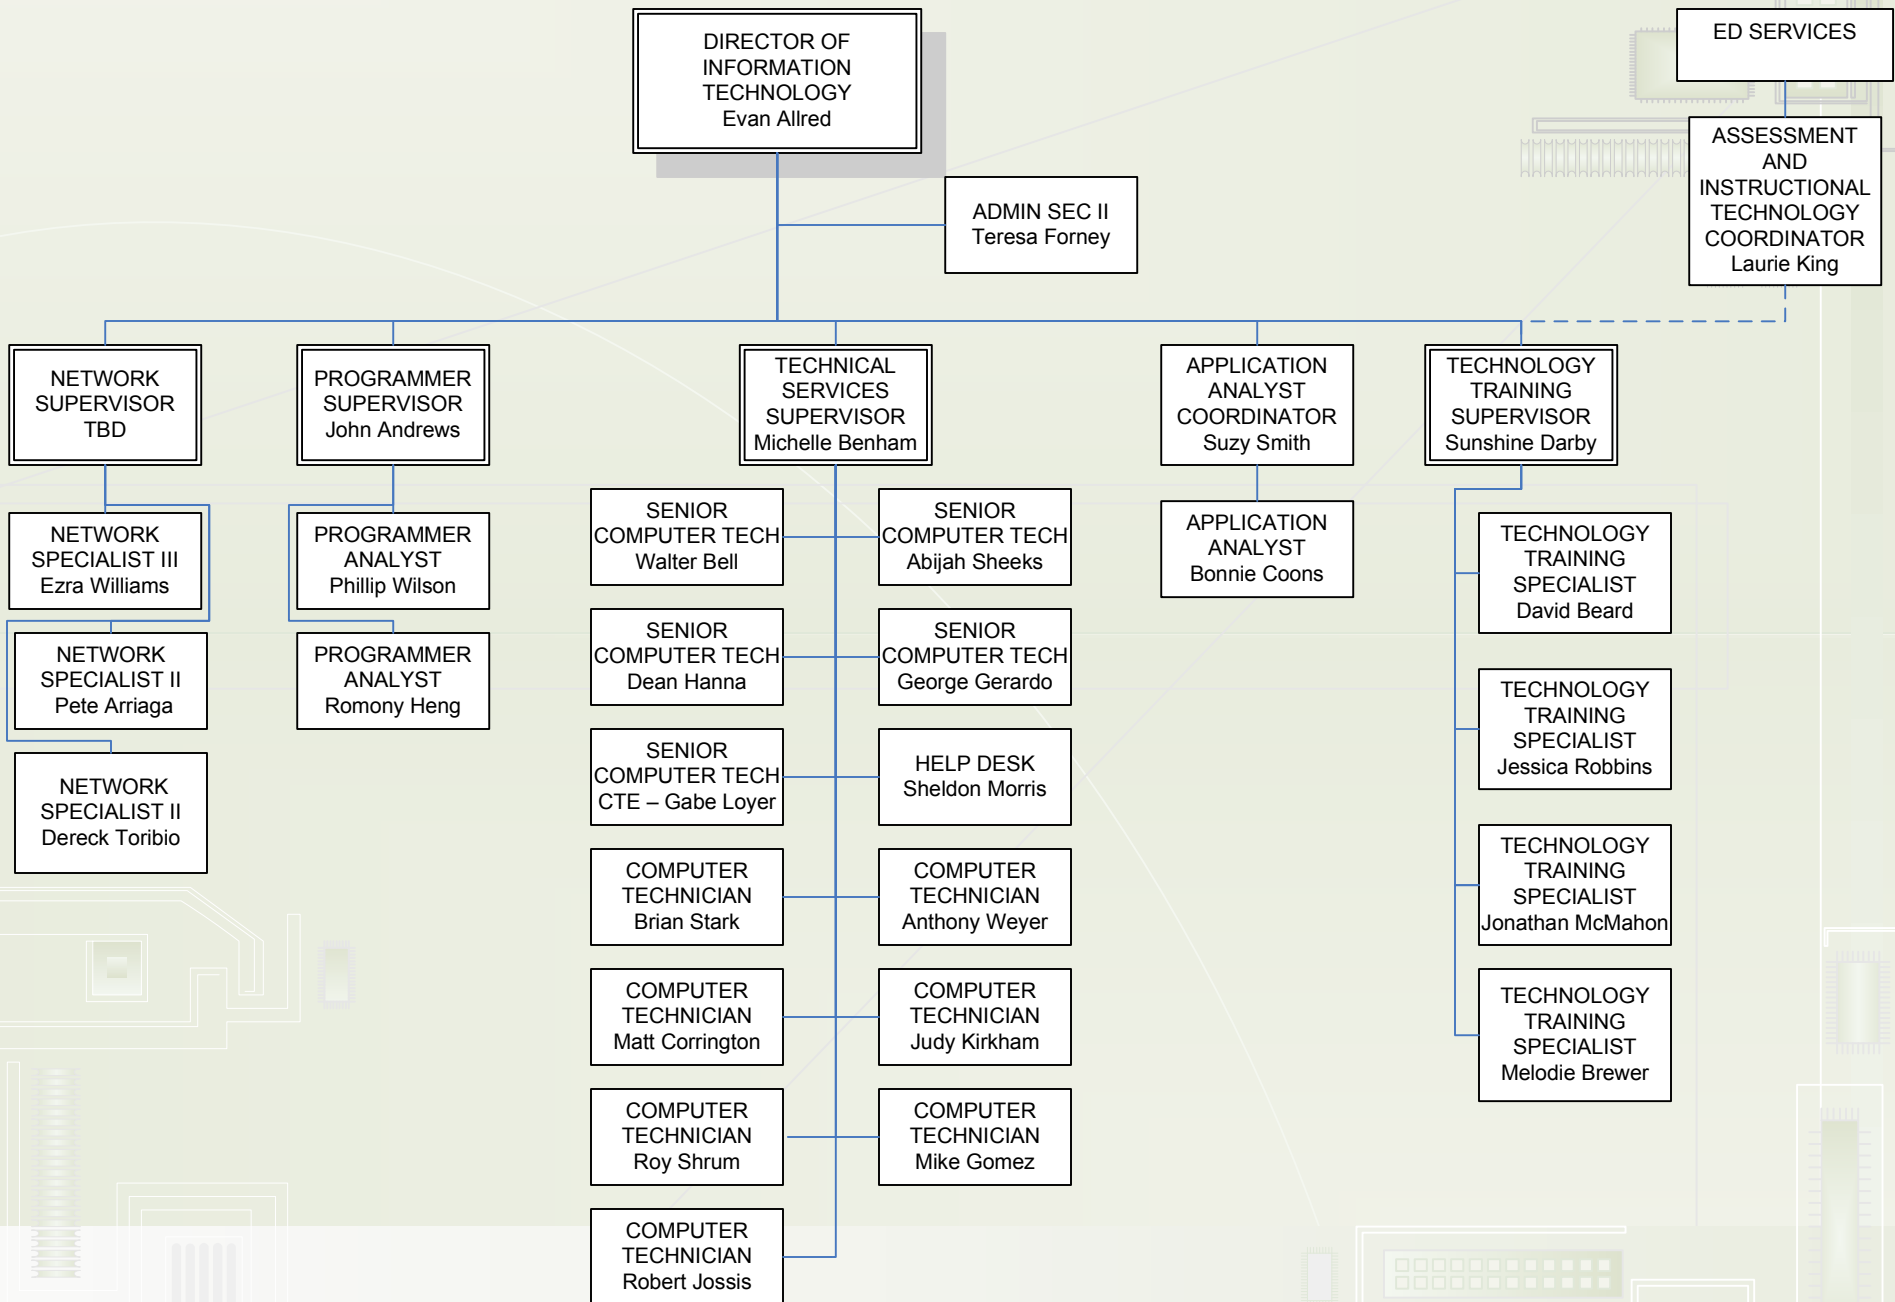 DIRECTOR OF
INFORMATION
TECHNOLOGY
Evan Allred
ED SERVICES
ASSESSMENT
AND
INSTRUCTIONAL
TECHNOLOGY
COORDINATOR
Laurie King
ADMIN SEC II
Teresa Forney
NETWORK
SUPERVISOR
TBD
PROGRAMMER
SUPERVISOR
John Andrews
TECHNICAL
SERVICES
SUPERVISOR
Michelle Benham
APPLICATION
ANALYST
COORDINATOR
Suzy Smith
TECHNOLOGY
TRAINING
SUPERVISOR
Sunshine Darby
NETWORK
SPECIALIST III
Ezra Williams
NETWORK
SPECIALIST II
Pete Arriaga
NETWORK
SPECIALIST II
Dereck Toribio
PROGRAMMER
ANALYST
Phillip Wilson
PROGRAMMER
ANALYST
Romony Heng
SENIOR
COMPUTER TECH
Walter Bell
SENIOR
COMPUTER TECH
Abijah Sheeks
SENIOR
COMPUTER TECH
Dean Hanna
SENIOR
COMPUTER TECH
George Gerardo
SENIOR
COMPUTER TECH
CTE – Gabe Loyer
HELP DESK
Sheldon Morris
COMPUTER
TECHNICIAN
Brian Stark
COMPUTER
TECHNICIAN
Anthony Weyer
COMPUTER
TECHNICIAN
Matt Corrington
COMPUTER
TECHNICIAN
Judy Kirkham
COMPUTER
TECHNICIAN
Roy Shrum
COMPUTER
TECHNICIAN
Mike Gomez
COMPUTER
TECHNICIAN
Robert Jossis
APPLICATION
ANALYST
Bonnie Coons
TECHNOLOGY
TRAINING
SPECIALIST
David Beard
TECHNOLOGY
TRAINING
SPECIALIST
Jessica Robbins
TECHNOLOGY
TRAINING
SPECIALIST
Jonathan McMahon
TECHNOLOGY
TRAINING
SPECIALIST
Melodie Brewer